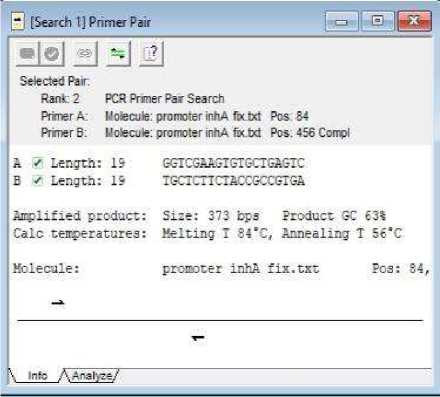 [Search 1] Primer Pair
Selected Pair:
Rank: 2 PCR Primer Pair Search
Primer A: Molecule: promoter inhA fix.txt Pos: 84
Primer B: Molecule: promoter inhA fix.txt Pos: 456 Compl
A Length: 19 GGTCGAAGTGTGCTGAGTC
B Length: 19 TGCTCTTCTACCGCCGTGA
Amplified product: Size: 373 bps Product GC 63%
Calc temperatures: Melting T 84°C, Annealing T 56°C
Molecule: promoter inhA fix.txt Pos: 84,
Info Analyze